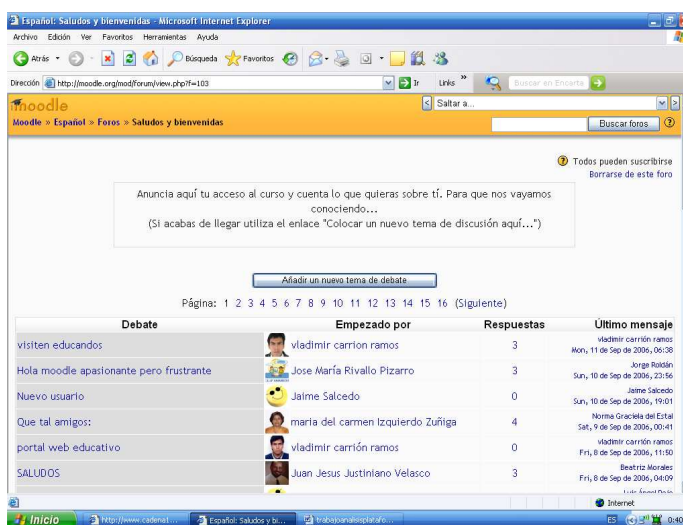 Español: Saludos y bienvenidas - Microsoft Internet Explorer
Archivo Edición Ver Favoritos Herramientas Ayuda
Atrás Búsqueda Favoritos
Dirección http://moodle.org/mod/forum/view.php?f=103 Ir Links » Buscar en Encarta
moodle Saltar a...
Moodle » Español » Foros » Saludos y bienvenidas Buscar foros
Todos pueden suscribirse
Borrarse de este foro
Anuncia aquí tu acceso al curso y cuenta lo que quieras sobre tí. Para que nos vayamos
conociendo...
(Si acabas de llegar utiliza el enlace "Colocar un nuevo tema de discusión aquí...")
Añadir un nuevo tema de debate
Página: 1 2 3 4 5 6 7 8 9 10 11 12 13 14 15 16 (Siguiente)
Debate Empezado por Respuestas Último mensaje
visiten educandos vladimir carrion ramos 3 vladimir carrión ramos
Mon, 11 de Sep de 2006, 06:38
Hola moodle apasionante pero frustrante Jose María Rivallo Pizarro 3 Jorge Roldán
Sun, 10 de Sep de 2006, 23:56
Nuevo usuario Jaime Salcedo 0 Jaime Salcedo
Sun, 10 de Sep de 2006, 19:01
Que tal amigos: maria del carmen Izquierdo Zuñiga 4 Norma Graciela del Estal
Sat, 9 de Sep de 2006, 00:41
portal web educativo vladimir carrión ramos 0 vladimir carrión ramos
Fri, 8 de Sep de 2006, 11:50
SALUDOS Juan Jesus Justiniano Velasco 3 Beatriz Morales
Fri, 8 de Sep de 2006, 04:09
Internet
Inicio http://www.cadena1... Español: Saludos y bi... trabajoanalsisplatafo... ES 0:40